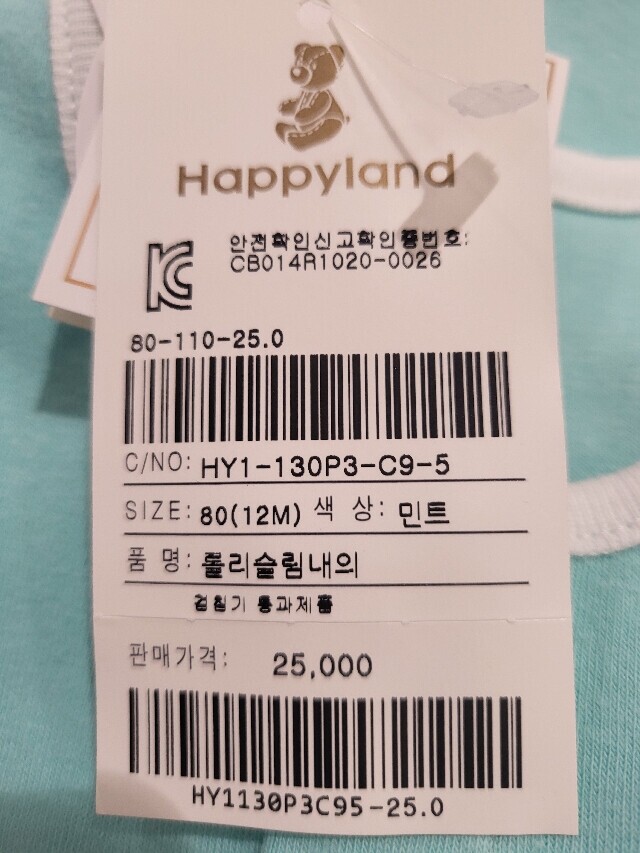 Happyland
안전확인신고확인증번호:
CB014R1020-0026
80-110-25.0
C/NO: HY1-130P3-C9-5
SIZE: 80(12M) 색 상: 민트
품 명: 롤리슬림내의
검침기 통과제품
판매가격: 25,000
HY1130P3C95-25.0